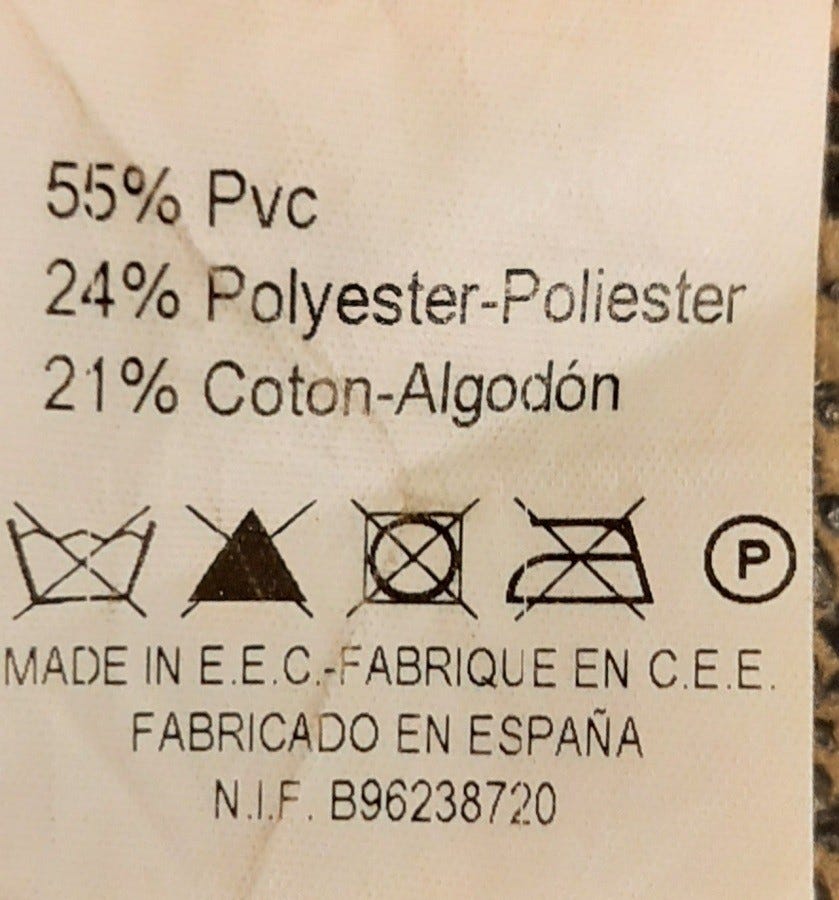 55% Pvc
24% Polyester-Poliester
21% Coton-Algodón
P
MADE IN E.E.C.-FABRIQUE EN C.E.E.
FABRICADO EN ESPAÑA
N.I.F. B96238720